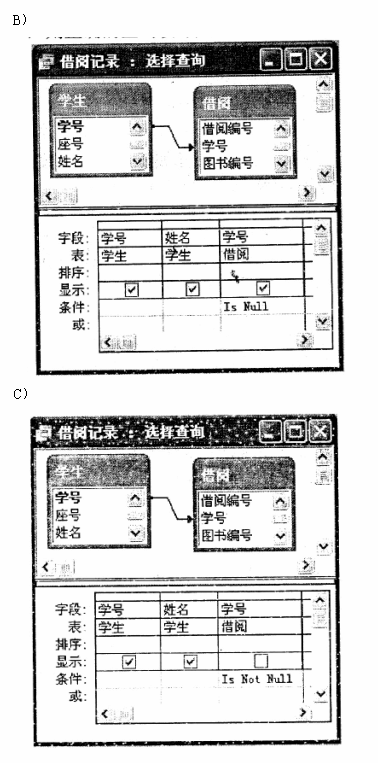 B)
借阅记录 : 选择查询
学生
学号
座号
姓名
借阅
借阅编号
学号
图书编号
字段: 学号 姓名 学号
表: 学生 学生 借阅
排序:
显示:
条件: Is Null
或:
C)
借阅记录 : 选择查询
学生
学号
座号
姓名
借阅
借阅编号
学号
图书编号
字段: 学号 姓名 学号
表: 学生 学生 借阅
排序:
显示:
条件: Is Not Null
或: